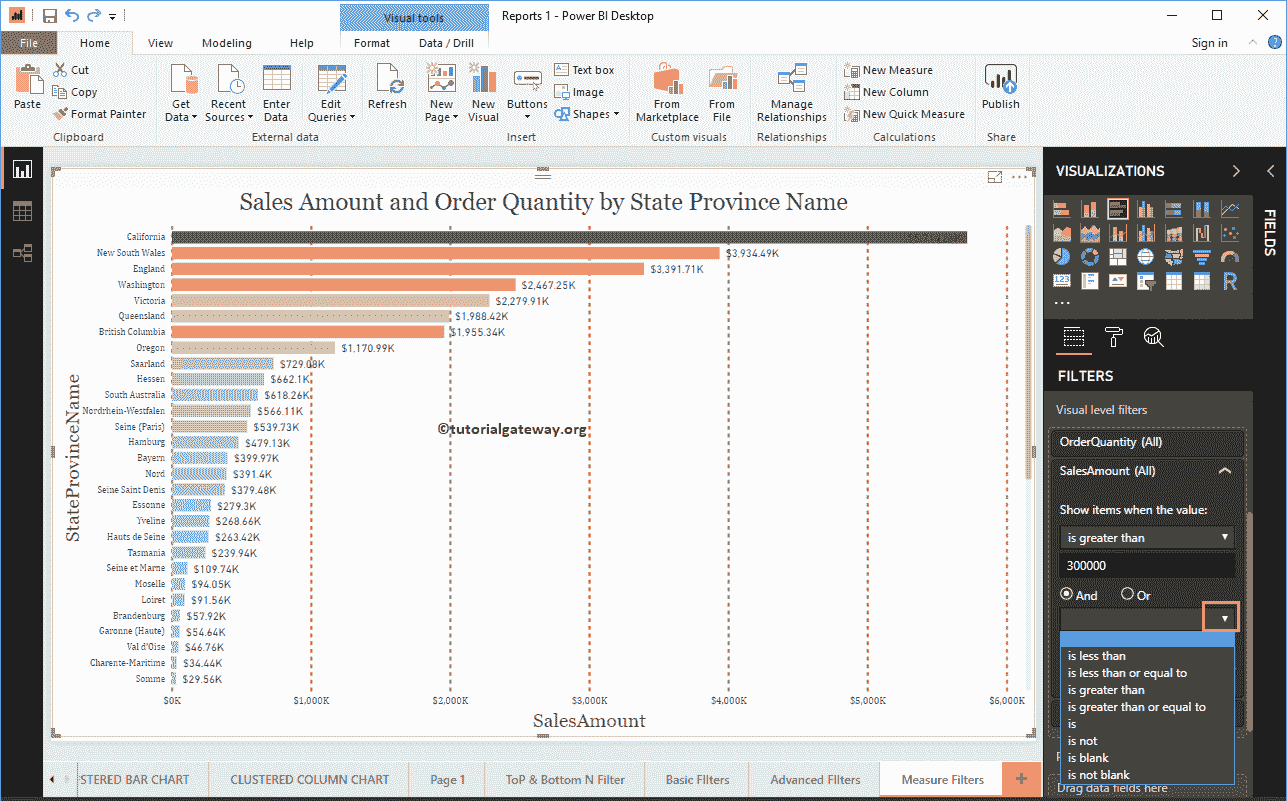 Visual tools
Reports 1 - Power BI Desktop
File
Home
View
Modeling
Help
Format
Data / Drill
Sign in
Paste
Cut
Copy
Format Painter
Get Data
Recent Sources
Enter Data
Edit Queries
Refresh
New Page
New Visual
Buttons
Text box
Image
Shapes
From Marketplace
From File
Manage Relationships
New Measure
New Column
New Quick Measure
Publish
Clipboard
External data
Insert
Custom visuals
Relationships
Calculations
Share
Sales Amount and Order Quantity by State Province Name
StateProvinceName
California
New South Wales $3,934.49K
England $3,391.71K
Washington $2,467.25K
Victoria $2,279.91K
Queensland $1,988.42K
British Columbia $1,955.34K
Oregon $1,170.99K
Saarland $729.08K
Hessen $662.1K
South Australia $618.26K
Nordrhein-Westfalen $566.11K
Seine (Paris) $539.73K
Hamburg $479.13K
Bayern $399.97K
Nord $391.4K
Seine Saint Denis $379.48K
Essonne $279.3K
Yveline $268.66K
Hauts de Seine $263.42K
Tasmania $239.94K
Seine et Marne $109.74K
Moselle $94.05K
Loiret $91.56K
Brandenburg $57.92K
Garonne (Haute) $54.64K
Val d'Oise $46.76K
Charente-Maritime $34.44K
Somme $29.56K
©tutorialgateway.org
$0K $1,000K $2,000K $3,000K $4,000K $5,000K $6,000K
SalesAmount
STERED BAR CHART
CLUSTERED COLUMN CHART
Page 1
ToP & Bottom N Filter
Basic FIlters
Advanced FIlters
Measure Filters
VISUALIZATIONS
FIELDS
123
R
FILTERS
Visual level filters
OrderQuantity (All)
SalesAmount (All)
Show items when the value:
is greater than
300000
And Or
is less than
is less than or equal to
is greater than
is greater than or equal to
is
is not
is blank
is not blank
Drag data fields here